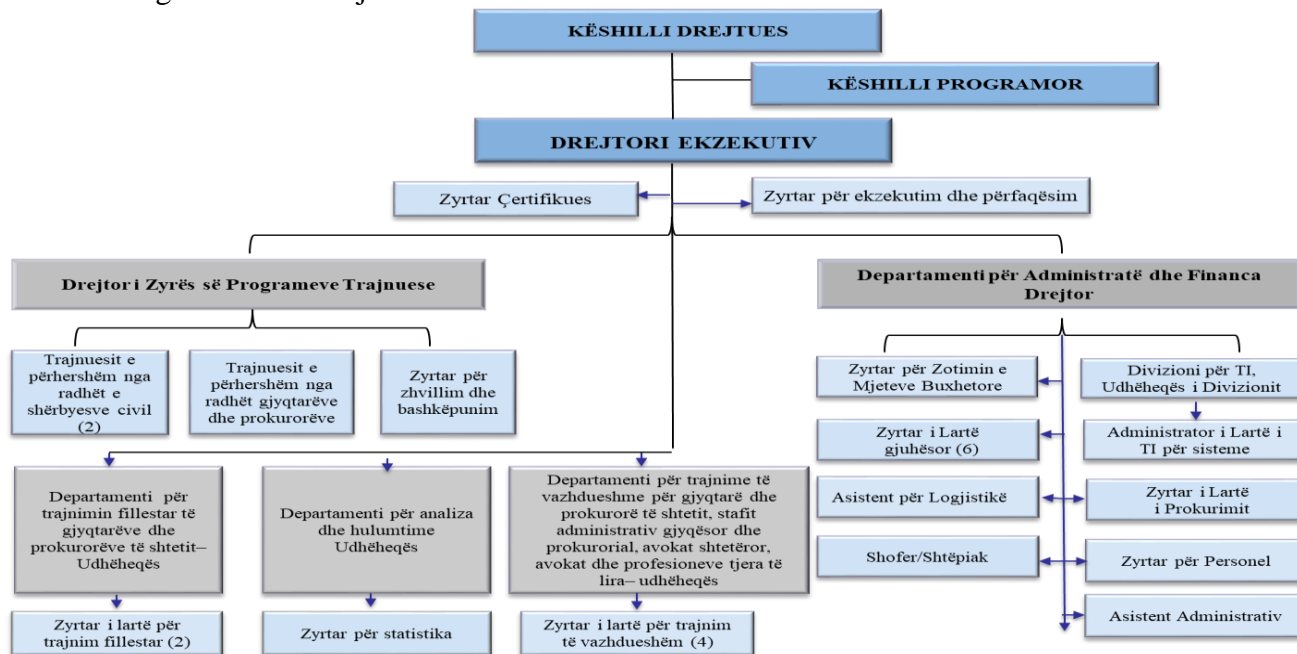 KËSHILLI DREJTUES
KËSHILLI PROGRAMOR
DREJTORI EKZEKUTIV
Zyrtar Çertifikues
Zyrtar për ekzekutim dhe përfaqësim
Drejtor i Zyrës së Programeve Trajnuese
Departamenti për Administratë dhe Financa
Drejtor
Trajnuesit e
përhershëm nga
radhët e
shërbyesve civil
(2)
Trajnuesit e
përhershëm nga
radhët gjyqtarëve
dhe prokurorëve
Zyrtar për
zhvillim dhe
bashkëpunim
Zyrtar për Zotimin e
Mjeteve Buxhetore
Divizioni për TI,
Udhëheqës i Divizionit
Zyrtar i Lartë
gjuhësor (6)
Administrator i Lartë i
TI për sisteme
Asistent për Logjistikë
Zyrtar i Lartë
i Prokurimit
Shofer/Shtëpiak
Zyrtar për Personel
Asistent Administrativ
Departamenti për
trajnimin fillestar të
gjyqtarëve dhe
prokurorëve të shtetit–
Udhëheqës
Departamenti për analiza
dhe hulumtime
Udhëheqës
Departamenti për trajnime të
vazhdueshme për gjyqtarë dhe
prokurorë të shtetit, stafit
administrativ gjyqësor dhe
prokurorial, avokat shtetëror,
avokat dhe profesioneve tjera të
lira– udhëheqës
Zyrtar i lartë për
trajnim fillestar (2)
Zyrtar për statistika
Zyrtar i lartë për trajnim
të vazhdueshëm (4)